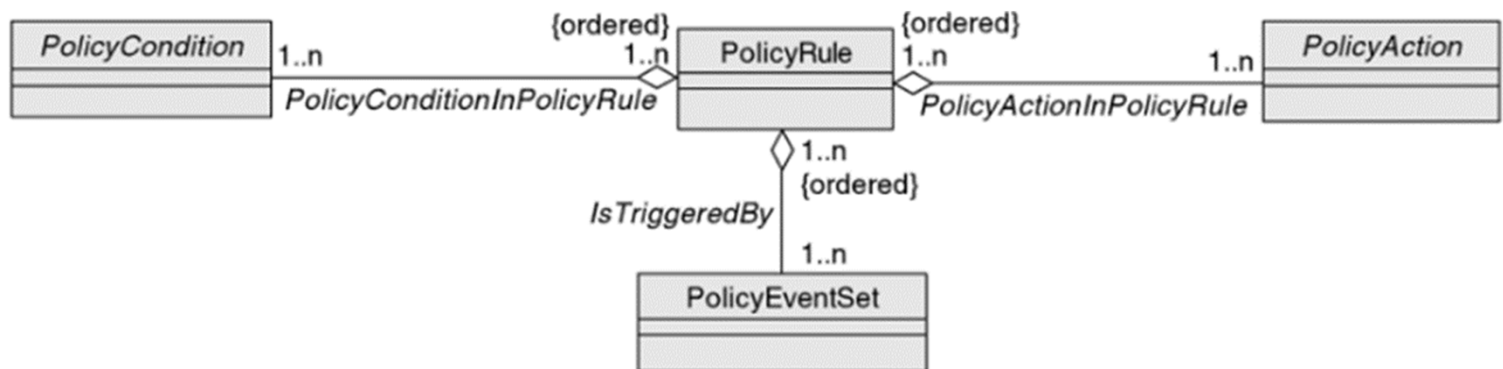 PolicyCondition
1..n
{ordered}
1..n
PolicyConditionInPolicyRule
PolicyRule
{ordered}
1..n
1..n
PolicyActionInPolicyRule
PolicyAction
1..n
{ordered}
IsTriggeredBy
1..n
PolicyEventSet